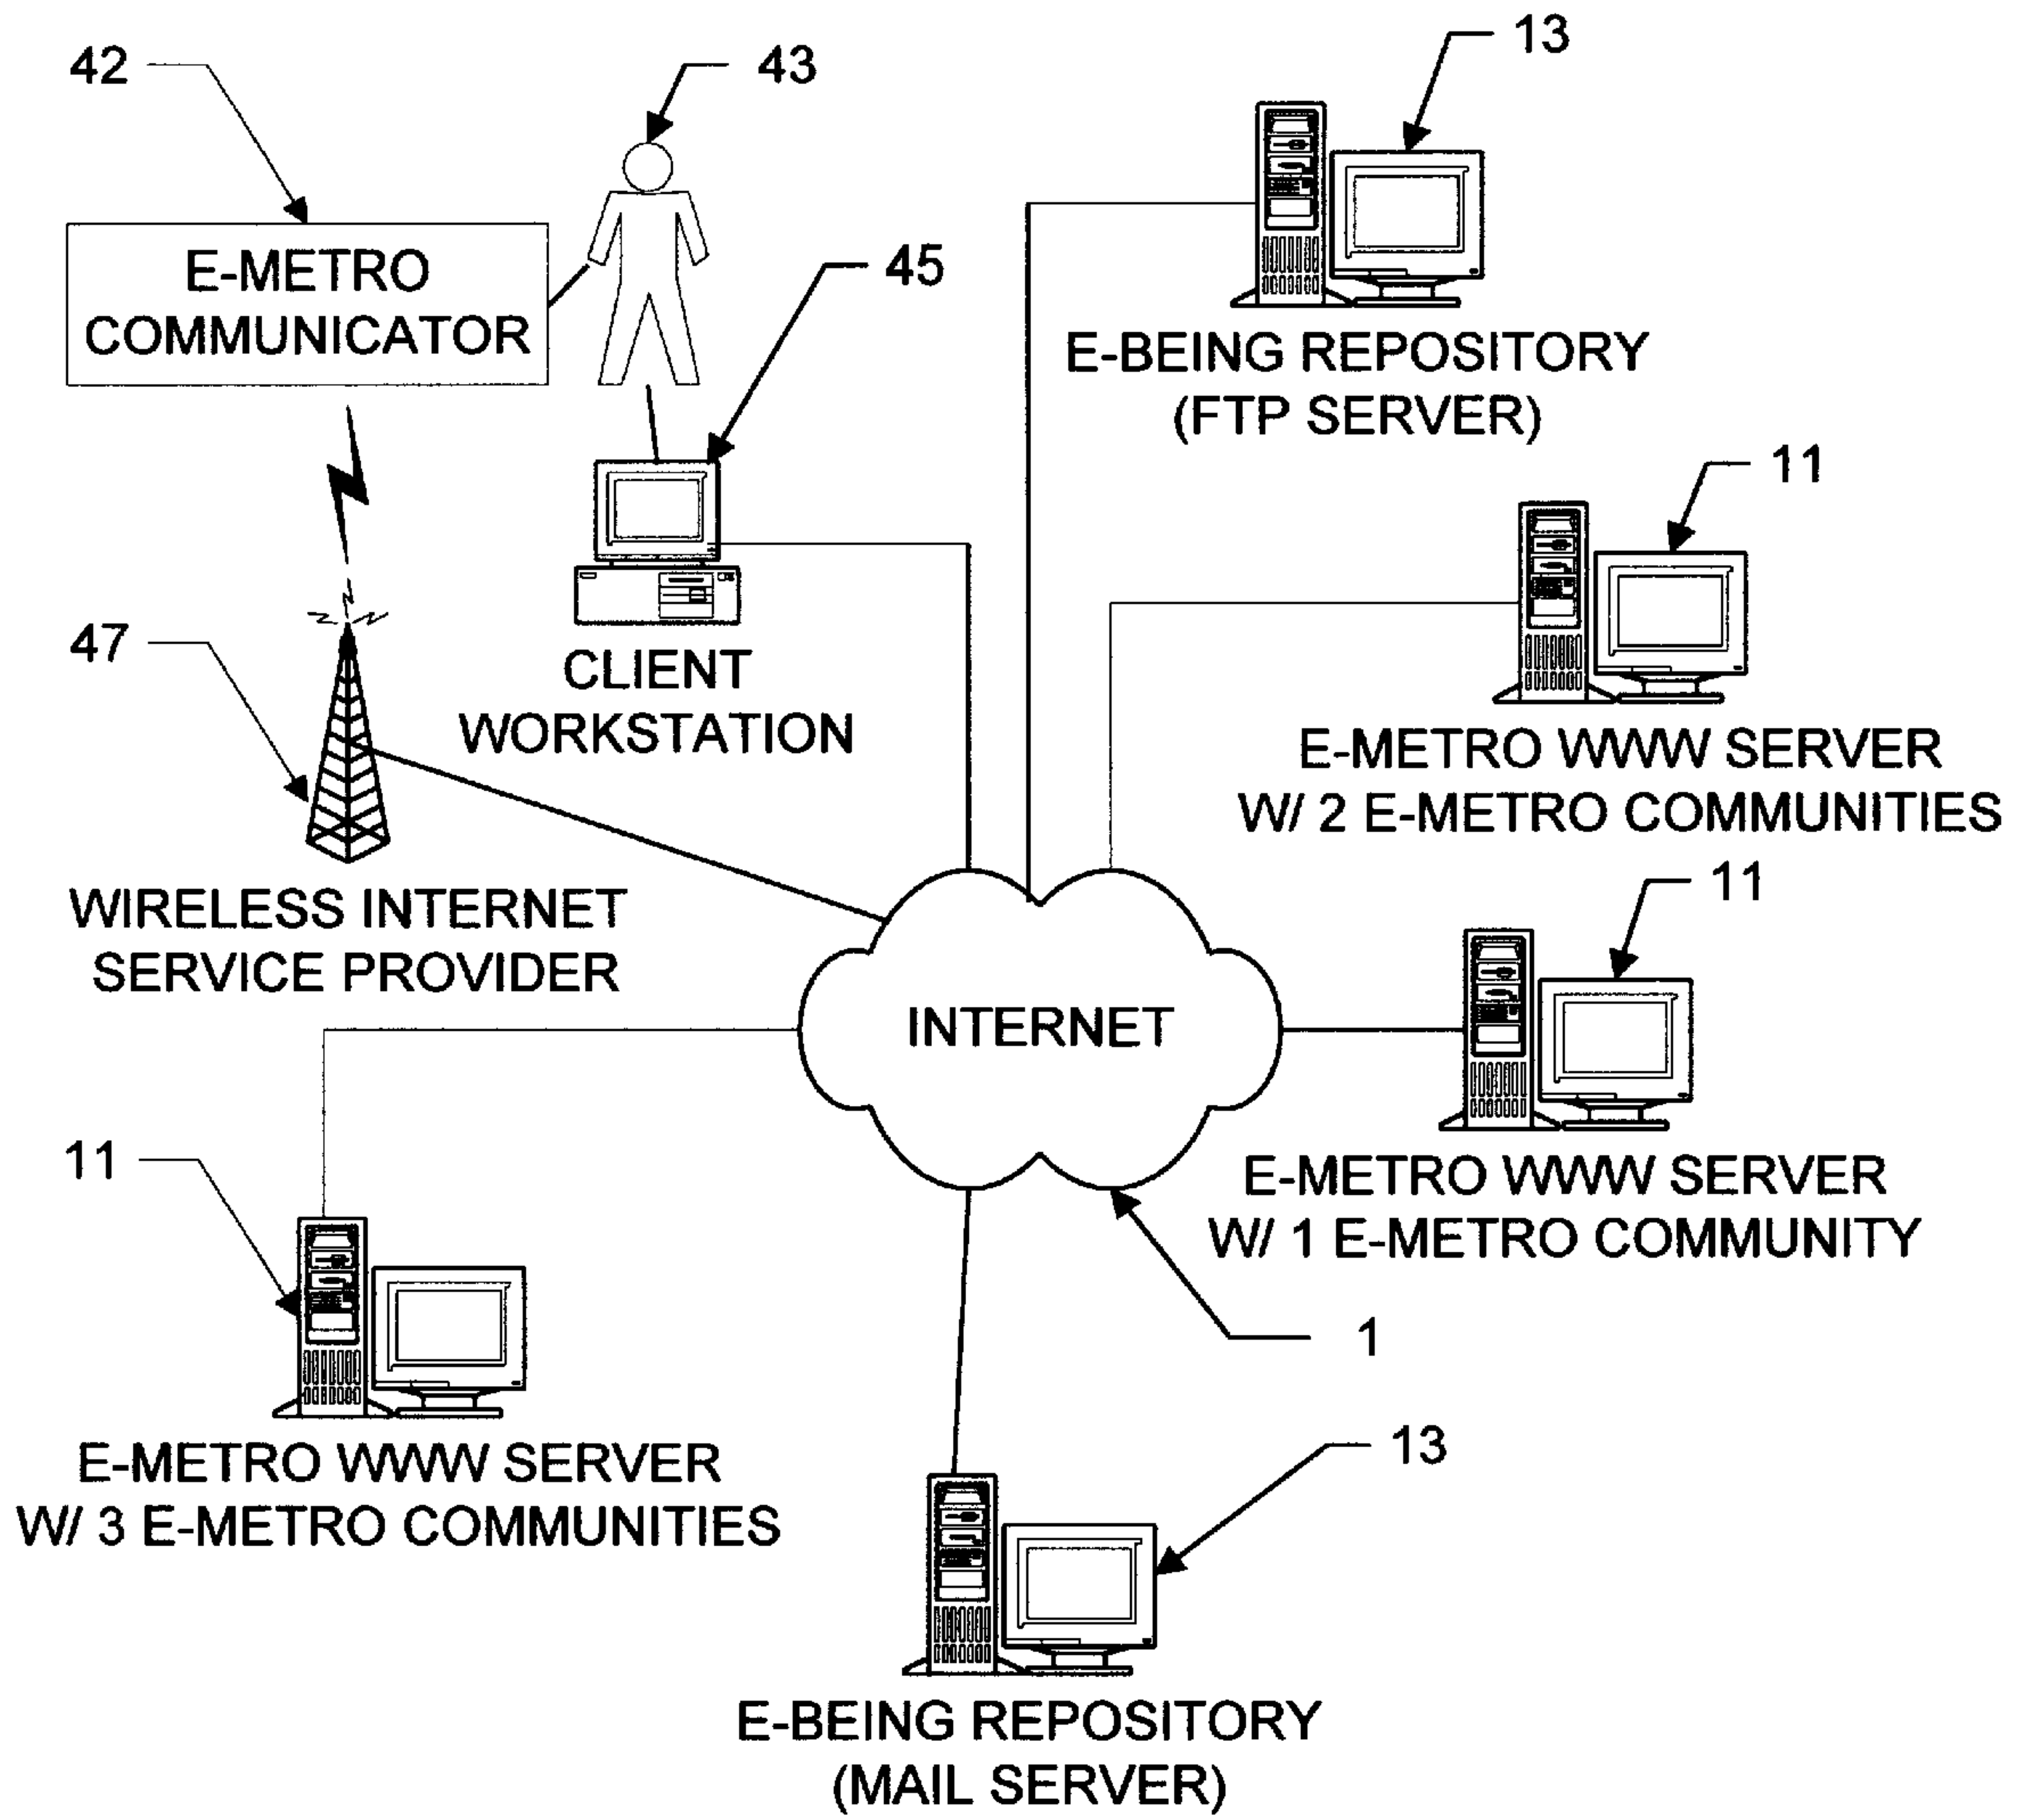 42
43
13
E-METRO
COMMUNICATOR
45
E-BEING REPOSITORY
(FTP SERVER)
11
47
CLIENT
WORKSTATION
E-METRO WWW SERVER
W/ 2 E-METRO COMMUNITIES
11
WIRELESS INTERNET
SERVICE PROVIDER
INTERNET
11
E-METRO WWW SERVER
W/ 1 E-METRO COMMUNITY
1
E-METRO WWW SERVER
W/ 3 E-METRO COMMUNITIES
13
E-BEING REPOSITORY
(MAIL SERVER)